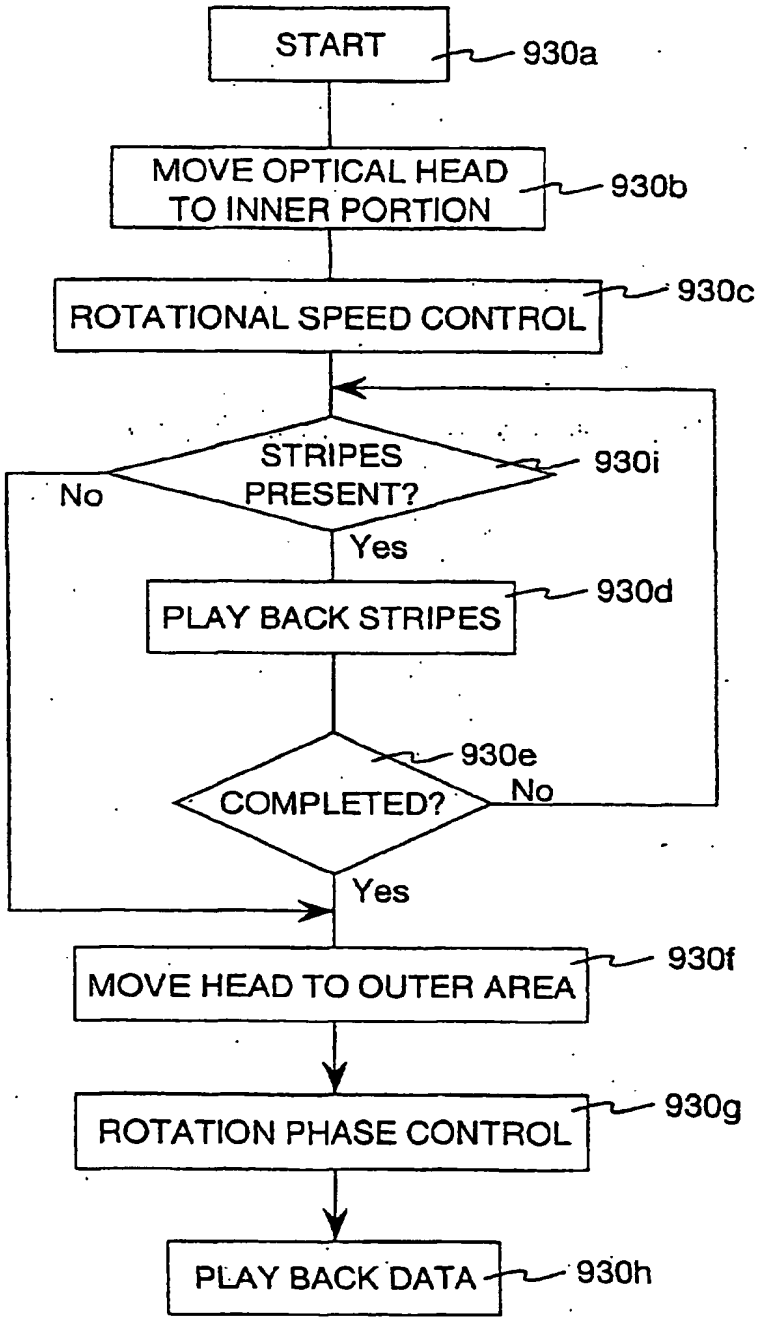 START
930a
MOVE OPTICAL HEAD
TO INNER PORTION
930b
ROTATIONAL SPEED CONTROL
930c
STRIPES
PRESENT?
930i
No
Yes
PLAY BACK STRIPES
930d
COMPLETED?
930e
No
Yes
MOVE HEAD TO OUTER AREA
930f
ROTATION PHASE CONTROL
930g
PLAY BACK DATA
930h